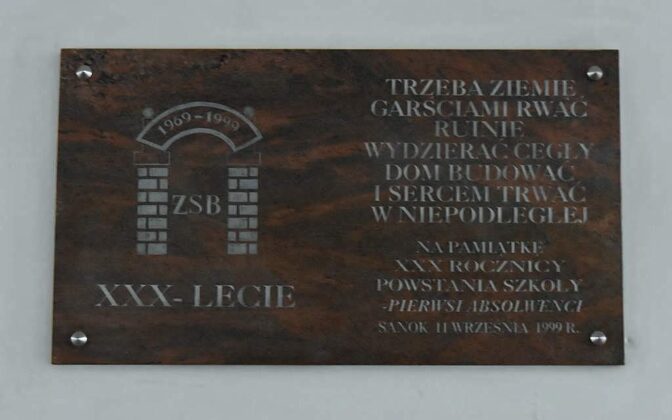 1969-1999
ZSB
XXX- LECIE
TRZEBA ZIEMIE
GARŚCIAMI RWAĆ
RUINIE
WYDZIERAĆ CEGŁY
DOM BUDOWAĆ
I SERCEM TRWAĆ
W NIEPODLEGŁEJ
NA PAMIĄTKĘ
XXX ROCZNICY
POWSTANIA SZKOŁY
-PIERWSI ABSOLWENCI
SANOK 11 WRZEŚNIA 1999 R.